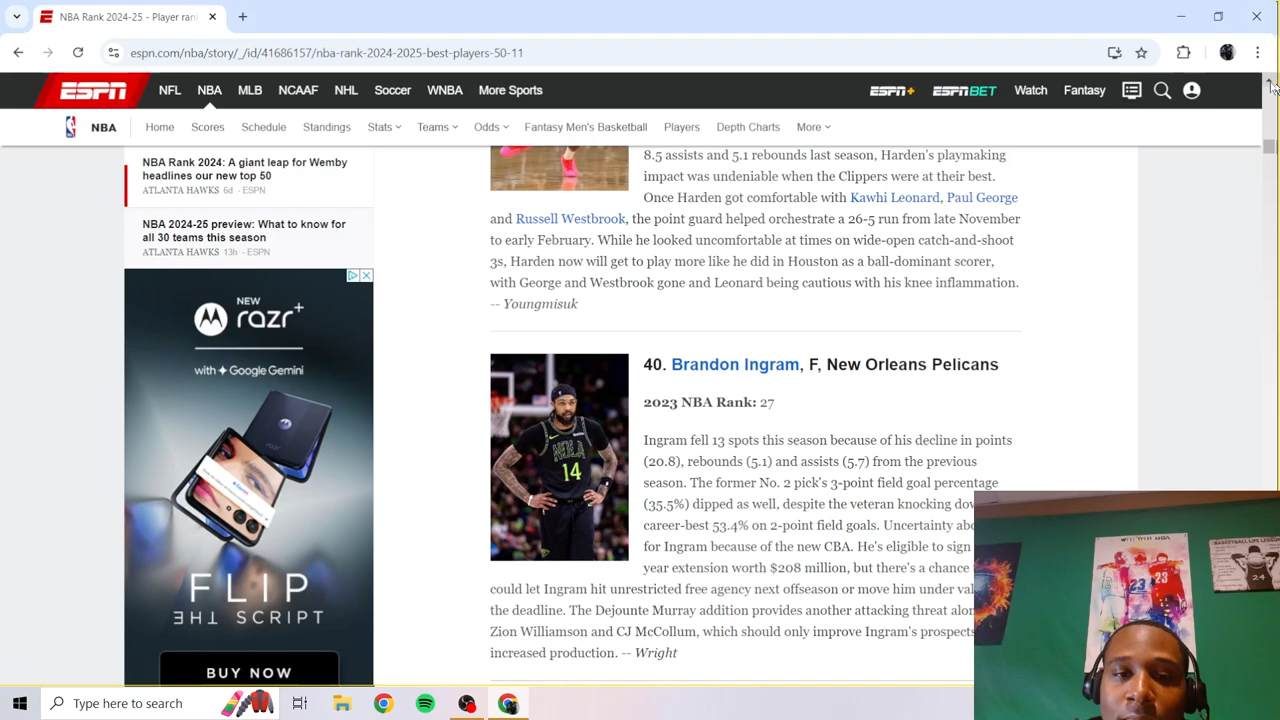 NBA Rank 2024-25 - Player ran
espn.com/nba/story/_/id/41686157/nba-rank-2024-2025-best-players-50-11
ESPN NFL NBA MLB NCAAF NHL Soccer WNBA More Sports ESPN+ ESPN BET Watch Fantasy
NBA Home Scores Schedule Standings Stats Teams Odds Fantasy Men's Basketball Players Depth Charts More
NBA Rank 2024: A giant leap for Wemby
headlines our new top 50
ATLANTA HAWKS 6d - ESPN
NBA 2024-25 preview: What to know for
all 30 teams this season
ATLANTA HAWKS 13h - ESPN
NEW
razr+
with Google Gemini
FLIP
THE SCRIPT
BUY NOW
8.5 assists and 5.1 rebounds last season, Harden's playmaking
impact was undeniable when the Clippers were at their best.
Once Harden got comfortable with Kawhi Leonard, Paul George
and Russell Westbrook, the point guard helped orchestrate a 26-5 run from late November
to early February. While he looked uncomfortable at times on wide-open catch-and-shoot
3s, Harden now will get to play more like he did in Houston as a ball-dominant scorer,
with George and Westbrook gone and Leonard being cautious with his knee inflammation.
-- Youngmisuk
40. Brandon Ingram, F, New Orleans Pelicans
2023 NBA Rank: 27
Ingram fell 13 spots this season because of his decline in points
(20.8), rebounds (5.1) and assists (5.7) from the previous
season. The former No. 2 pick's 3-point field goal percentage
(35.5%) dipped as well, despite the veteran knocking dow
career-best 53.4% on 2-point field goals. Uncertainty abo
for Ingram because of the new CBA. He's eligible to sign
year extension worth $208 million, but there's a chance
could let Ingram hit unrestricted free agency next offseason or move him under val
the deadline. The Dejounte Murray addition provides another attacking threat alon
Zion Williamson and CJ McCollum, which should only improve Ingram's prospects
increased production. -- Wright
NOLA
14
23 23
BASKETBALL LIFE LESSO
24
Type here to search